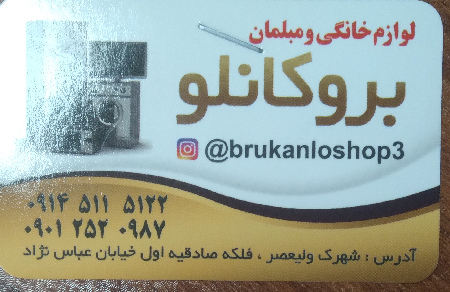 لوازم خانگی و مبلمان
بروکانلو
@brukanloshop3
۰۹۱۴ ۵۱۱ ۵۱۲۲
۰۹۰۱ ۲۵۲ ۰۹۸۷
آدرس : شهرک ولیعصر ، فلکه صادقیه اول خیابان عباس نژاد